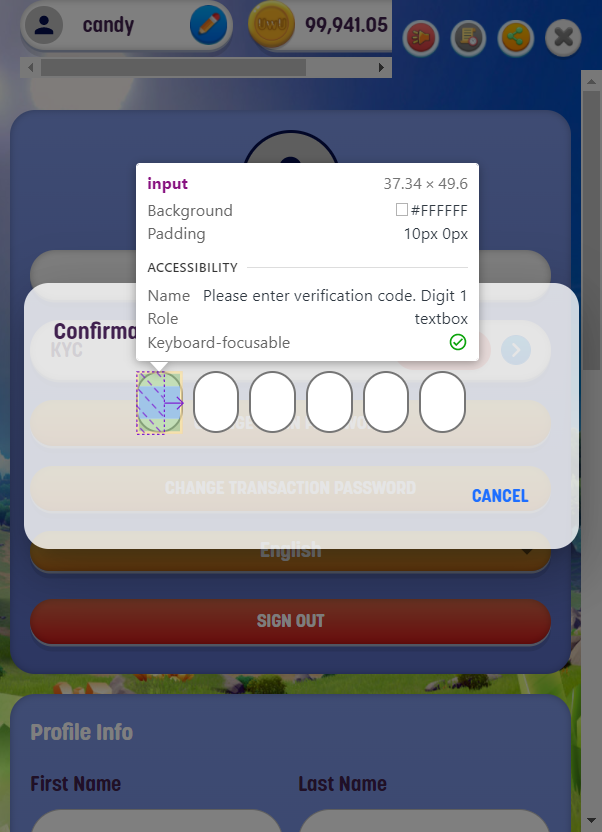 candy
UwU
99,941.05
input 37.34 × 49.6
Background #FFFFFF
Padding 10px 0px
ACCESSIBILITY
Name Please enter verification code. Digit 1
Role textbox
Keyboard-focusable
Confirma
KYC
CHANGE TRANSACTION PASSWORD
CANCEL
English
SIGN OUT
Profile Info
First Name Last Name